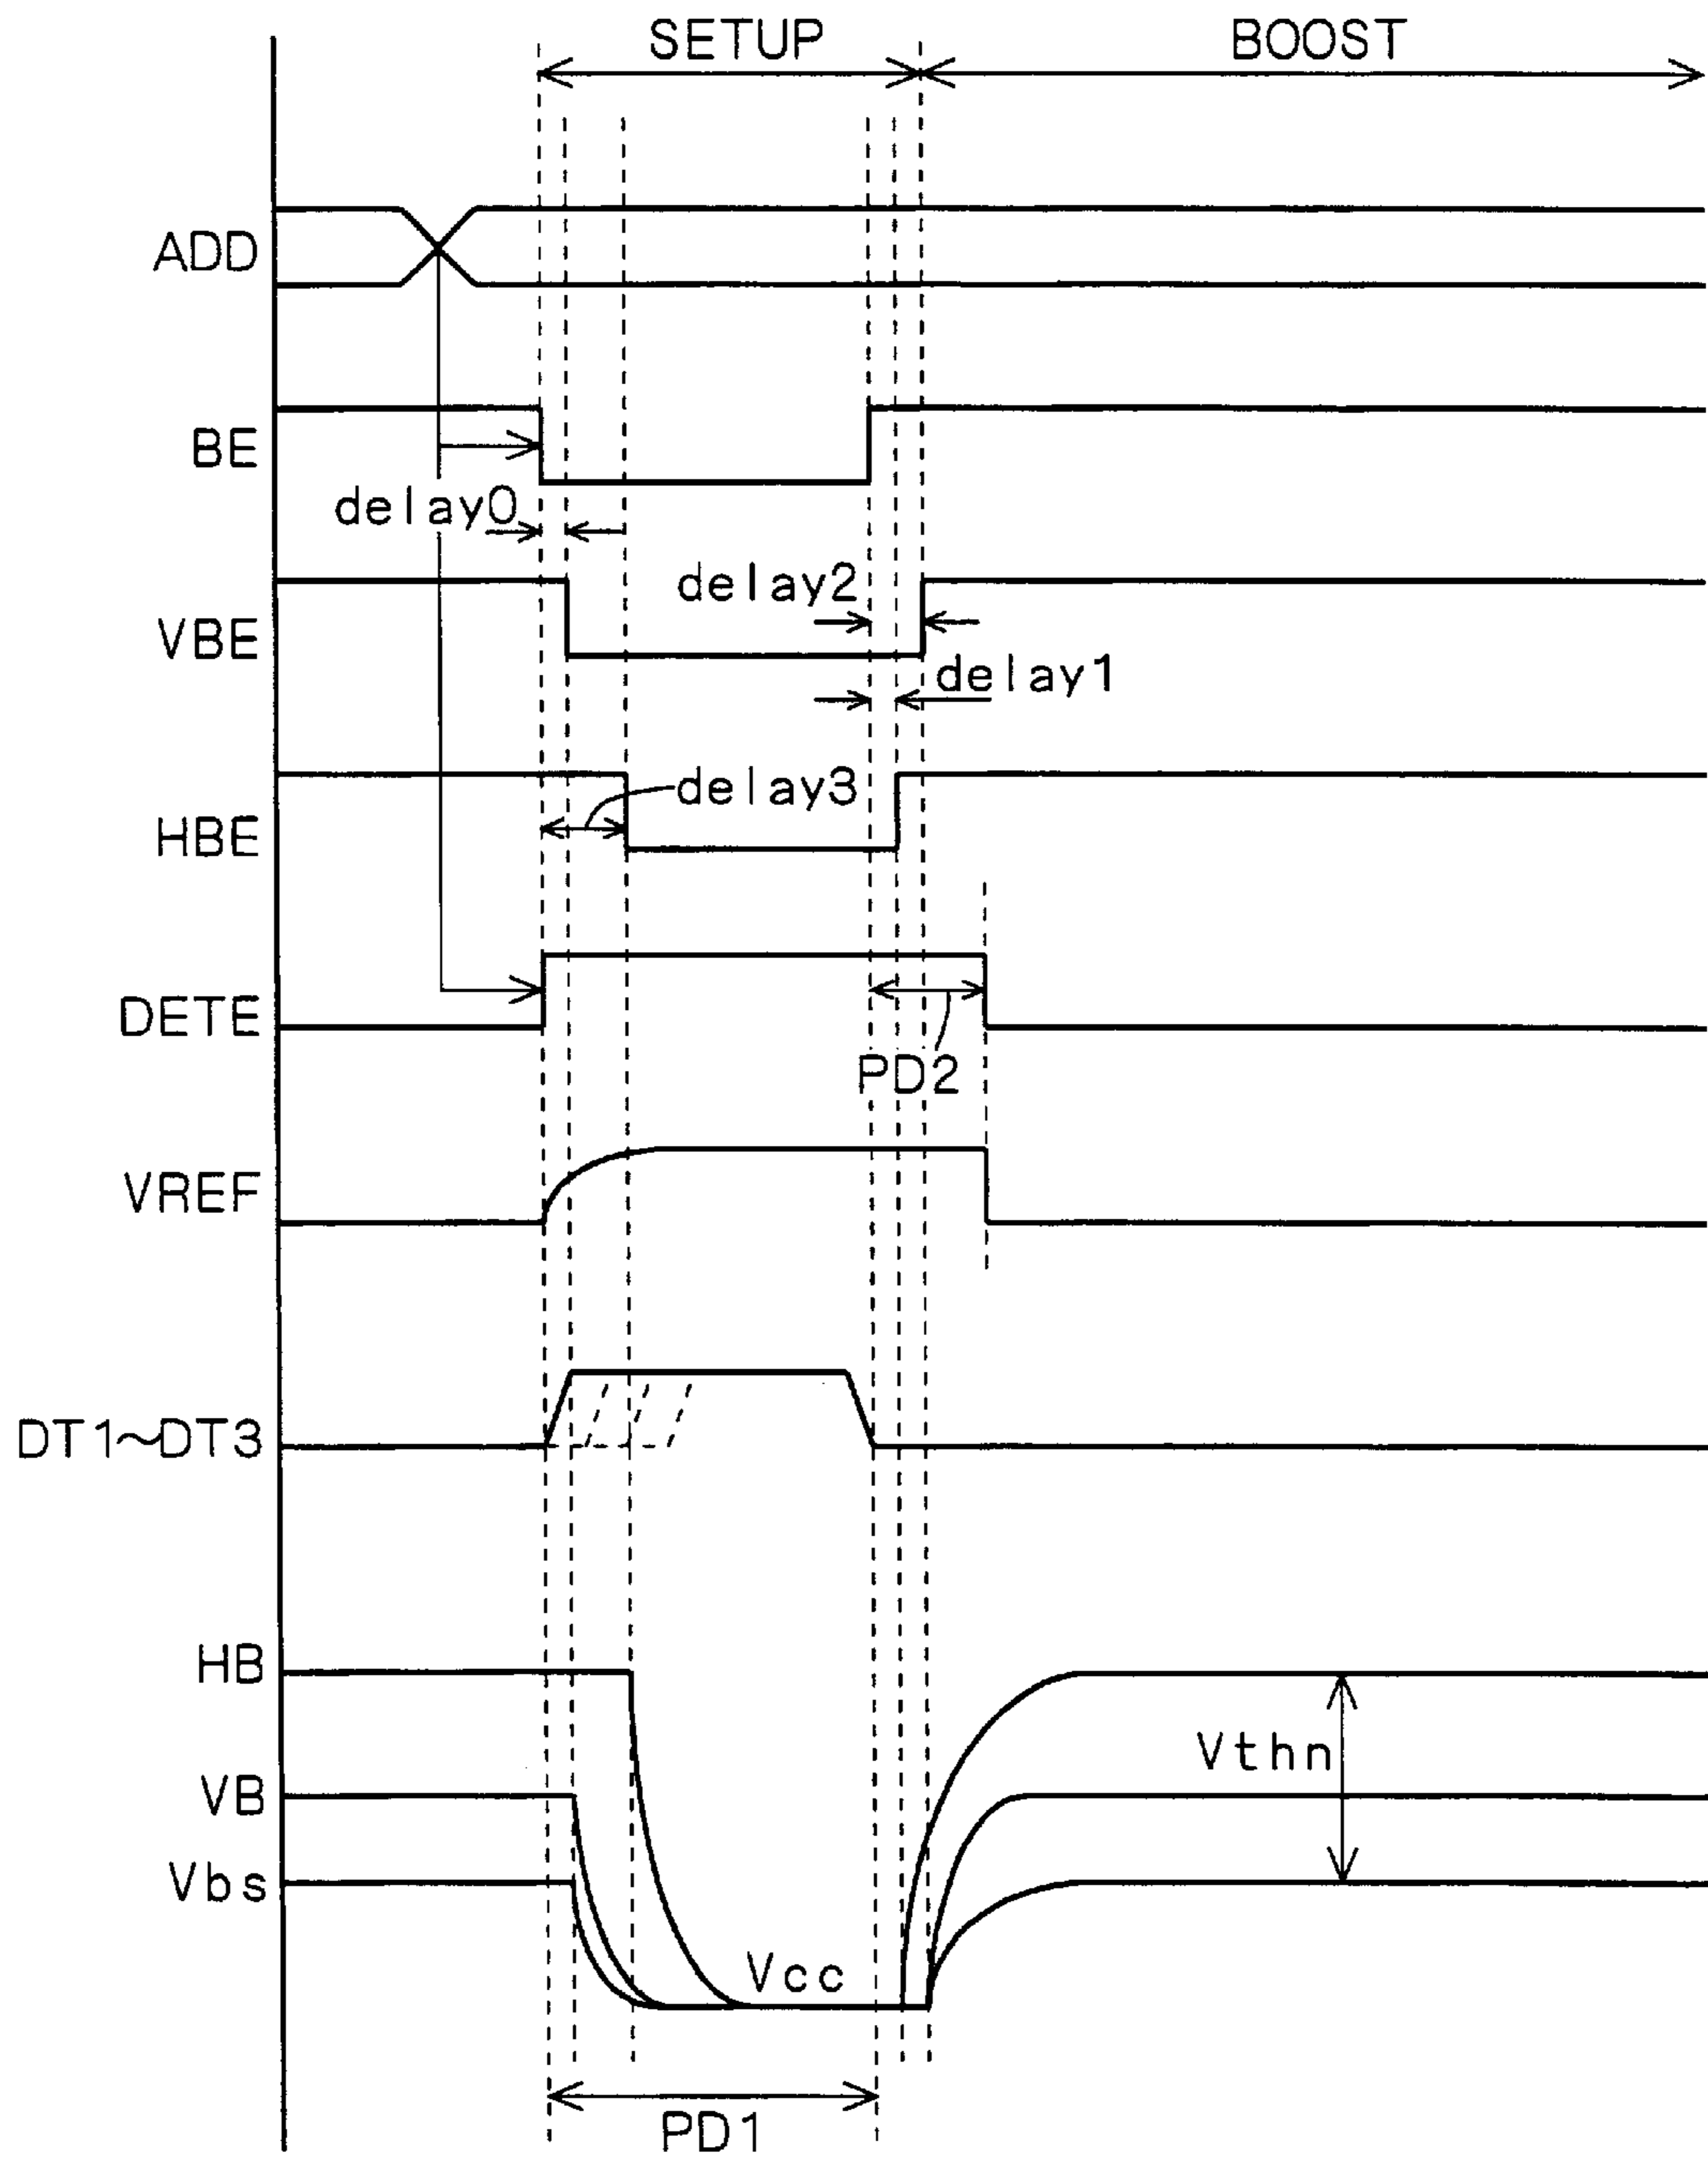 SETUP BOOST
ADD
BE
delay0
delay2
VBE
delay1
delay3
HBE
DETE
PD2
VREF
DT1~DT3
HB
Vthn
VB
Vbs
Vcc
PD1